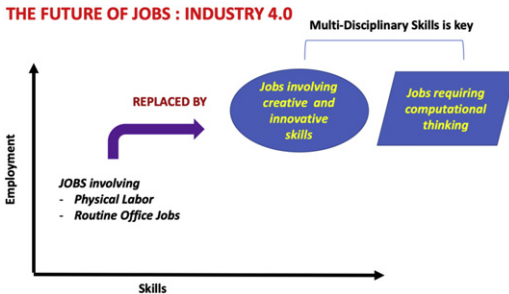 THE FUTURE OF JOBS : INDUSTRY 4.0
Multi-Disciplinary Skills is key
Jobs involving
creative and
innovative
skills
Jobs requiring
computational
thinking
REPLACED BY
JOBS involving
- Physical Labor
- Routine Office Jobs
Employment
Skills